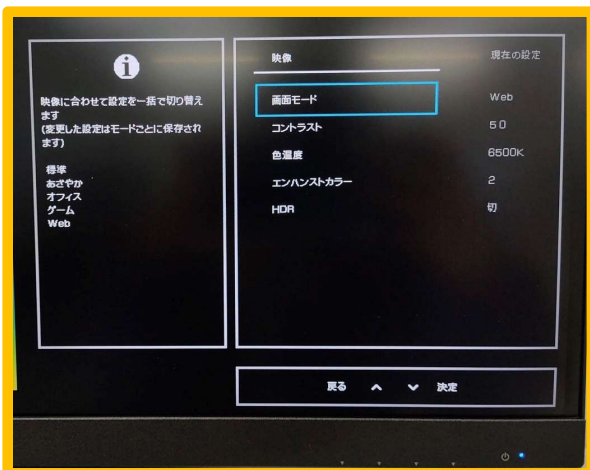 映像に合わせて設定を一括で切り替え
ます
(変更した設定はモードごとに保存され
ます)
標準
あざやか
オフィス
ゲーム
Web
映像 現在の設定
画面モード Web
コントラスト 50
色温度 6500K
エンハンストカラー 2
HDR 切
戻る 決定